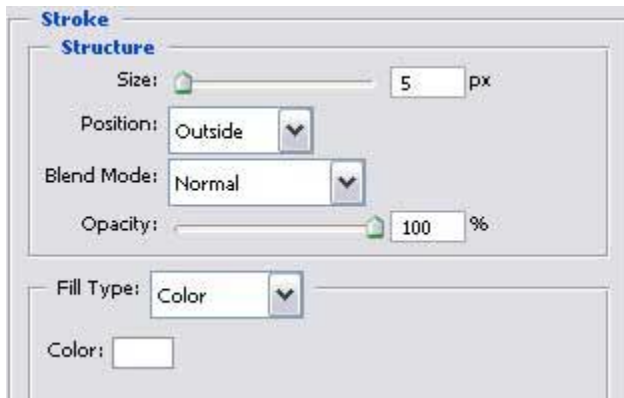 Stroke
Structure
Size: 5 px
Position: Outside
Blend Mode: Normal
Opacity: 100 %
Fill Type: Color
Color: